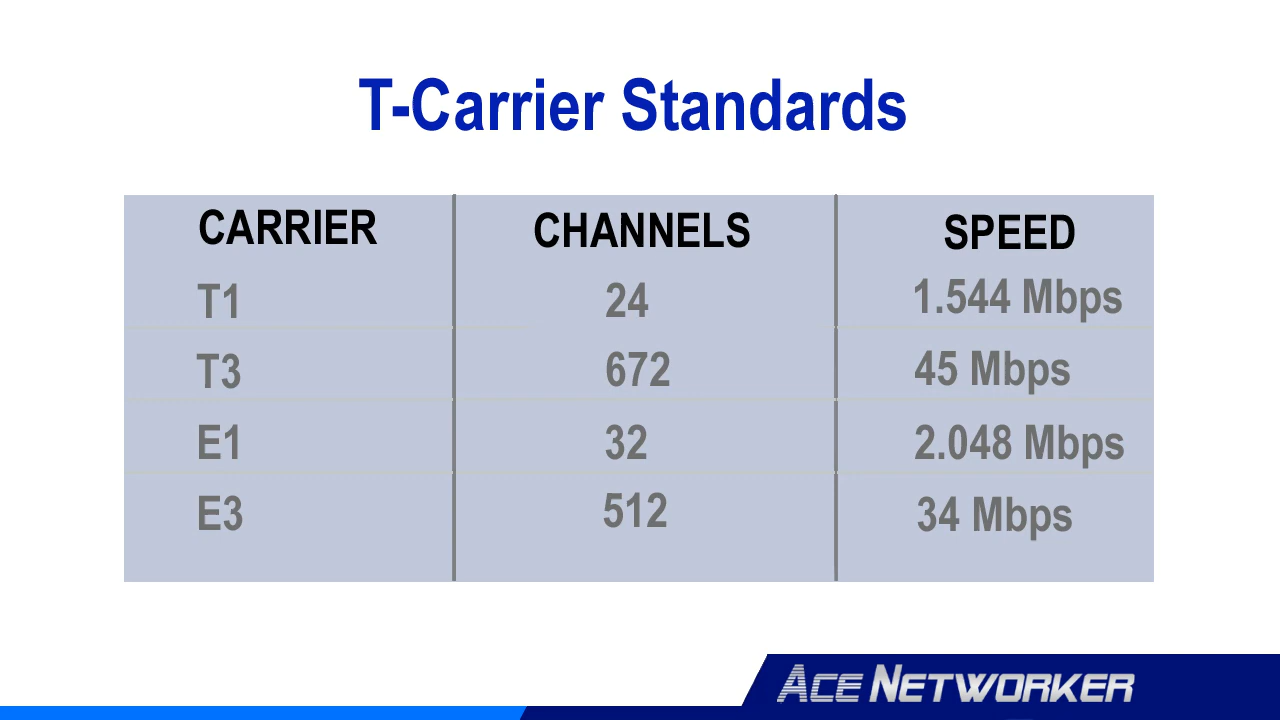 T-Carrier Standards
CARRIER CHANNELS SPEED
T1 24 1.544 Mbps
T3 672 45 Mbps
E1 32 2.048 Mbps
E3 512 34 Mbps
ACE NETWORKER